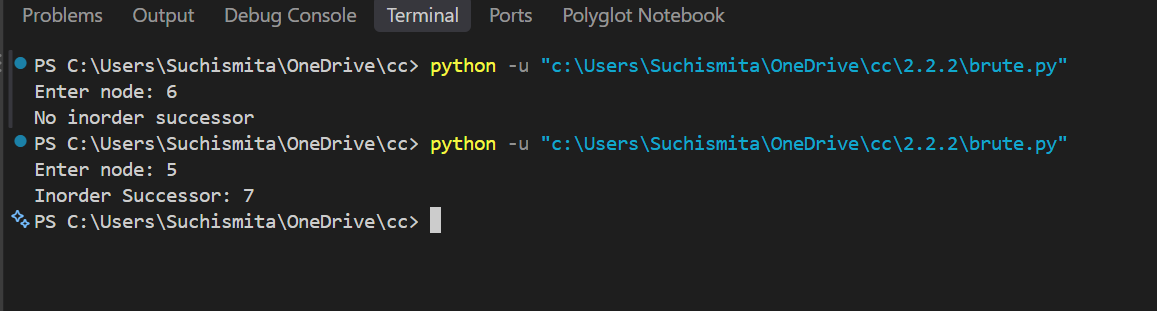 Problems Output Debug Console Terminal Ports Polyglot Notebook
PS C:\Users\Suchismita\OneDrive\cc> python -u "c:\Users\Suchismita\OneDrive\cc\2.2.2\brute.py"
Enter node: 6
No inorder successor
PS C:\Users\Suchismita\OneDrive\cc> python -u "c:\Users\Suchismita\OneDrive\cc\2.2.2\brute.py"
Enter node: 5
Inorder Successor: 7
PS C:\Users\Suchismita\OneDrive\cc>